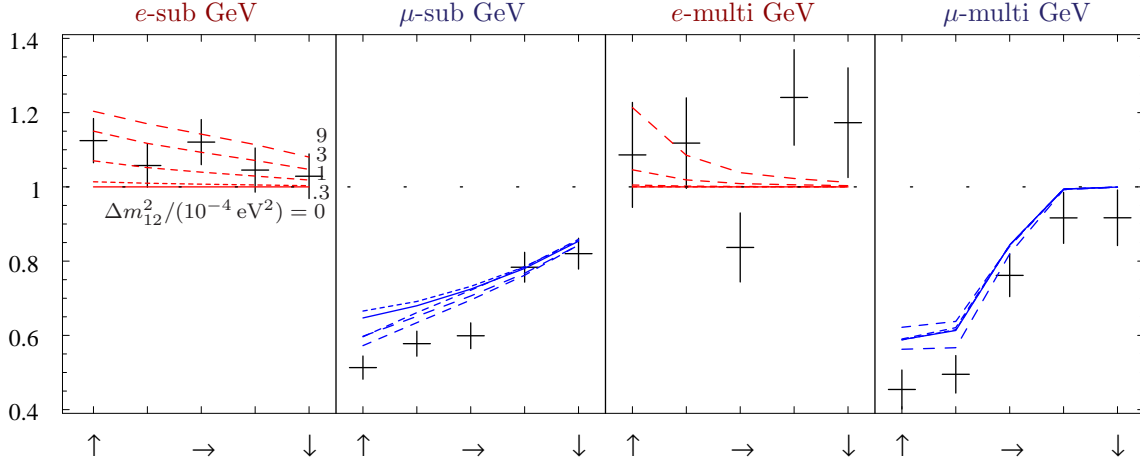 e-sub GeV
μ-sub GeV
e-multi GeV
μ-multi GeV
1.4
1.2
1
0.8
0.6
0.4
9
3
1
.3
Δm²₁₂/(10⁻⁴ eV²) = 0
↑ → ↓ ↑ → ↓ ↑ → ↓ ↑ → ↓